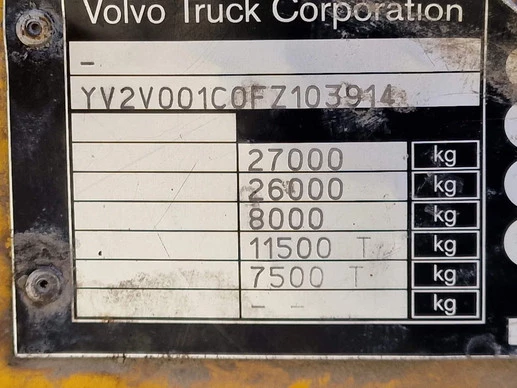 Volvo Truck Corporation
-
YV2V001C0FZ103914
27000 kg
26000 kg
8000 kg
11500 T kg
7500 T kg
- - kg